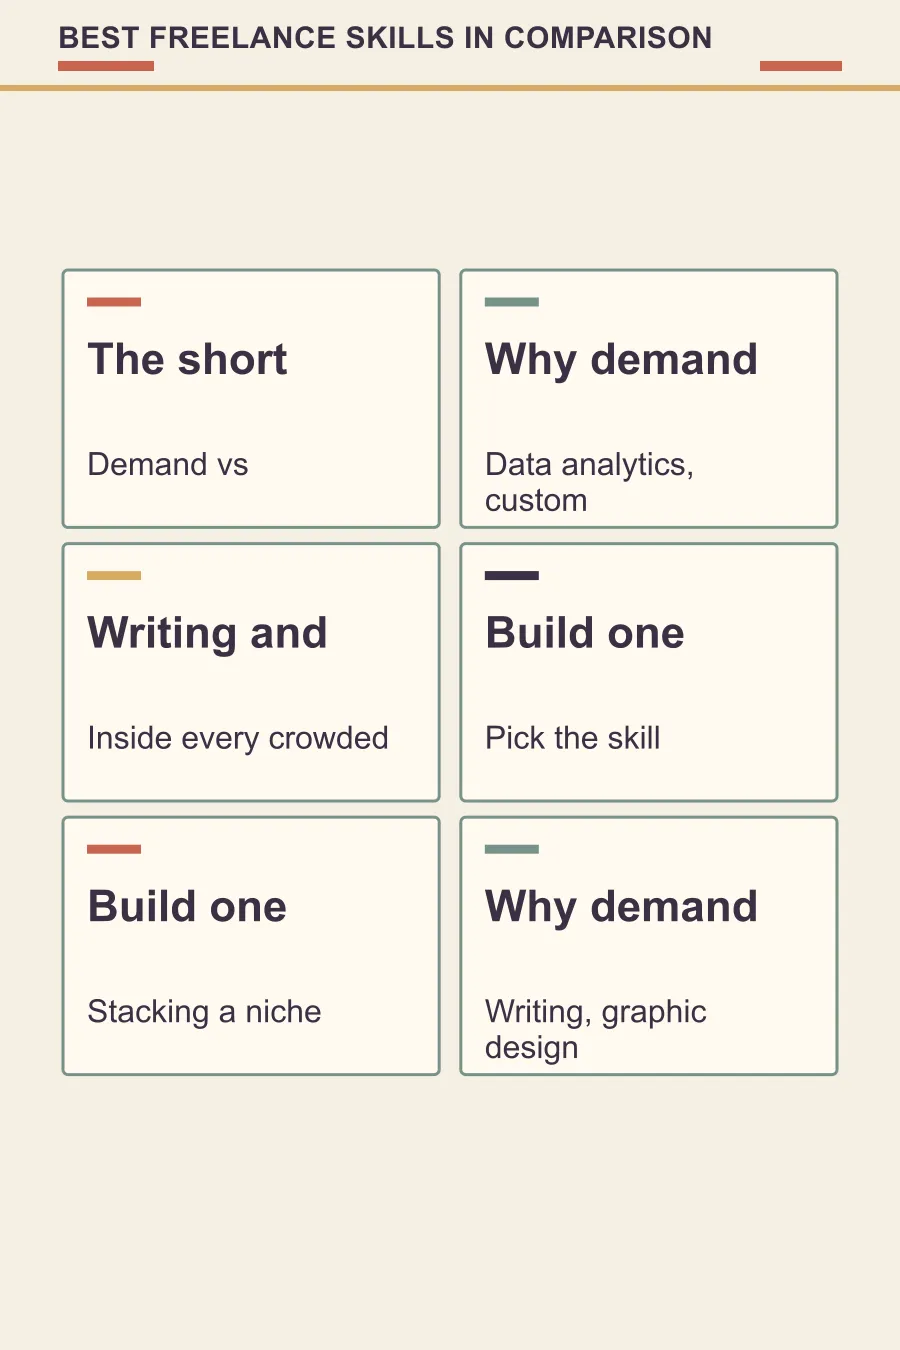 BEST FREELANCE SKILLS IN COMPARISON
The short
Demand vs
Why demand
Data analytics,
custom
Writing and
Inside every crowded
Build one
Pick the skill
Build one
Stacking a niche
Why demand
Writing, graphic
design